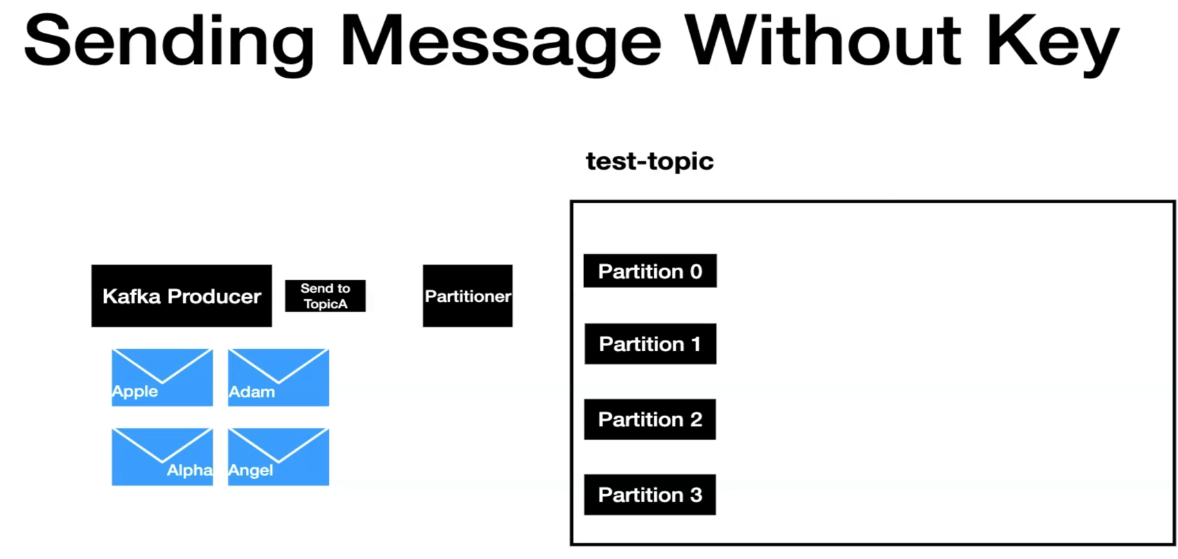 Sending Message Without Key
test-topic
Kafka Producer
Send to
TopicA
Partitioner
Partition 0
Partition 1
Partition 2
Partition 3
Apple
Adam
Alpha
Angel